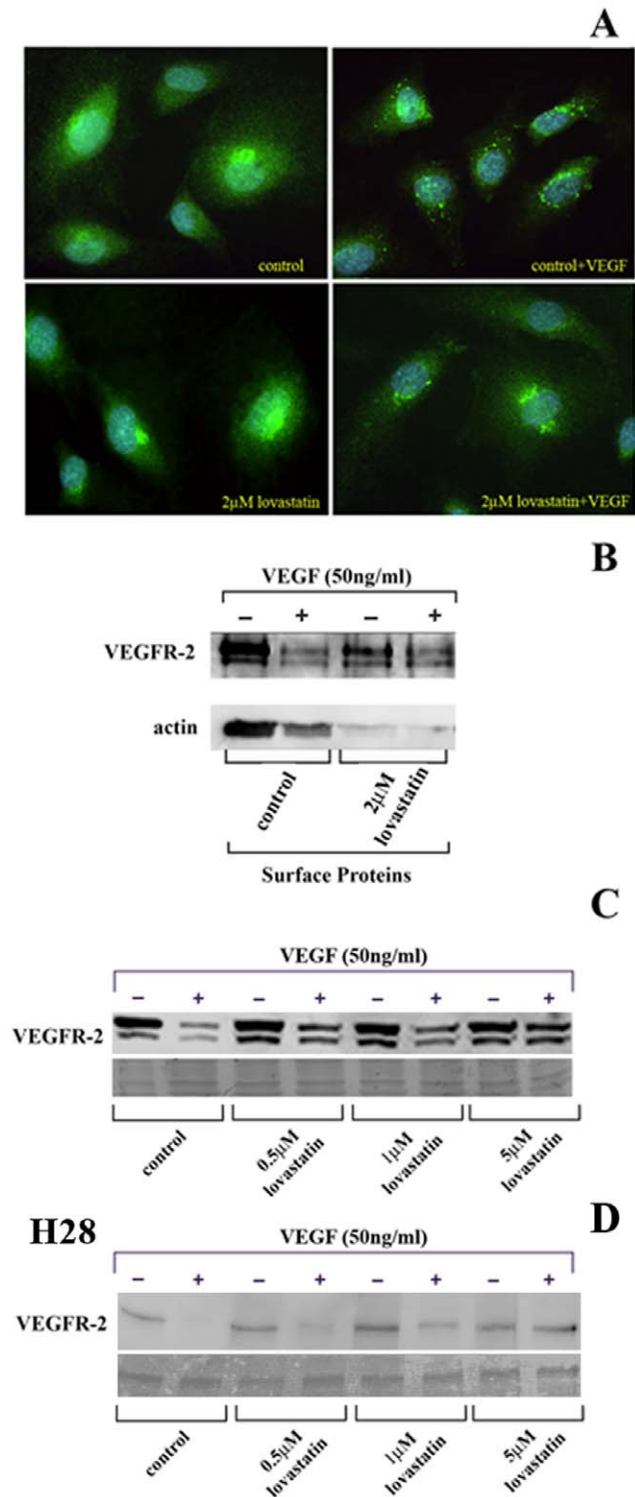 A
control
control+VEGF
2µM lovastatin
2µM lovastatin+VEGF
B
VEGF (50ng/ml)
– + – +
VEGFR-2
actin
control
2µM
lovastatin
Surface Proteins
C
VEGF (50ng/ml)
– + – + – + – +
VEGFR-2
control
0.5µM
lovastatin
1µM
lovastatin
5µM
lovastatin
H28
D
VEGF (50ng/ml)
– + – + – + – +
VEGFR-2
control
0.5µM
lovastatin
1µM
lovastatin
5µM
lovastatin